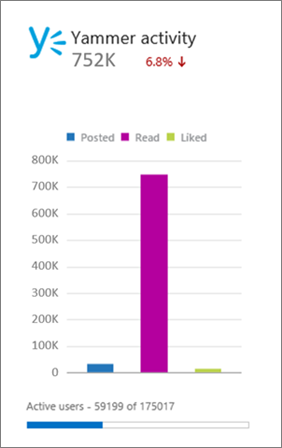 Yammer activity
752K 6.8% ↓
Posted Read Liked
800K
700K
600K
500K
400K
300K
200K
100K
0
Active users - 59199 of 175017